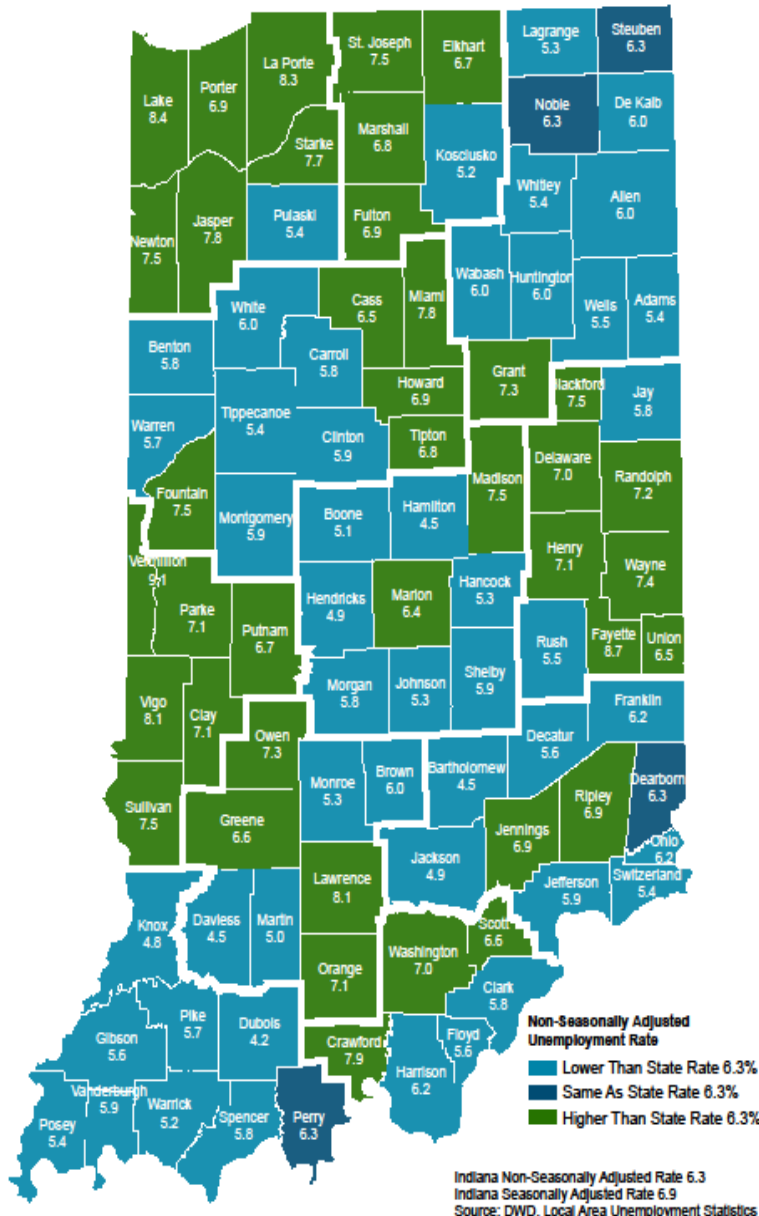 St. Joseph
7.5
Elkhart
6.7
Lagrange
5.3
Steuben
6.3
La Porte
8.3
Porter
6.9
Lake
8.4
Noble
6.3
De Kalb
6.0
Marshall
6.8
Starke
7.7
Kosciusko
5.2
Whitley
5.4
Allen
6.0
Pulaski
5.4
Fulton
6.9
Jasper
7.8
Newton
7.5
Wabash
6.0
Huntington
6.0
Wells
5.5
Adams
5.4
White
6.0
Cass
6.5
Miami
7.8
Benton
5.8
Carroll
5.8
Howard
6.9
Grant
7.3
Blackford
7.5
Jay
5.8
Warren
5.7
Tippecanoe
5.4
Clinton
5.9
Tipton
6.8
Madison
7.5
Delaware
7.0
Randolph
7.2
Fountain
7.5
Montgomery
5.9
Boone
5.1
Hamilton
4.5
Henry
7.1
Wayne
7.4
Vermillion
9.1
Parke
7.1
Putnam
6.7
Hendricks
4.9
Marion
6.4
Hancock
5.3
Rush
5.5
Fayette
8.7
Union
6.5
Vigo
8.1
Clay
7.1
Morgan
5.8
Johnson
5.3
Shelby
5.9
Franklin
6.2
Owen
7.3
Decatur
5.6
Monroe
5.3
Brown
6.0
Bartholomew
4.5
Ripley
6.9
Dearborn
6.3
Sullivan
7.5
Greene
6.6
Jennings
6.9
Ohio
6.2
Jackson
4.9
Jefferson
5.9
Switzerland
5.4
Lawrence
8.1
Knox
4.8
Daviess
4.5
Martin
5.0
Scott
6.6
Washington
7.0
Orange
7.1
Clark
5.8
Pike
5.7
Dubois
4.2
Gibson
5.6
Crawford
7.9
Floyd
5.6
Harrison
6.2
Vanderburgh
5.9
Warrick
5.2
Posey
5.4
Spencer
5.8
Perry
6.3
Non-Seasonally Adjusted
Unemployment Rate
Lower Than State Rate 6.3%
Same As State Rate 6.3%
Higher Than State Rate 6.3%
Indiana Non-Seasonally Adjusted Rate 6.3
Indiana Seasonally Adjusted Rate 6.9
Source: DWD, Local Area Unemployment Statistics